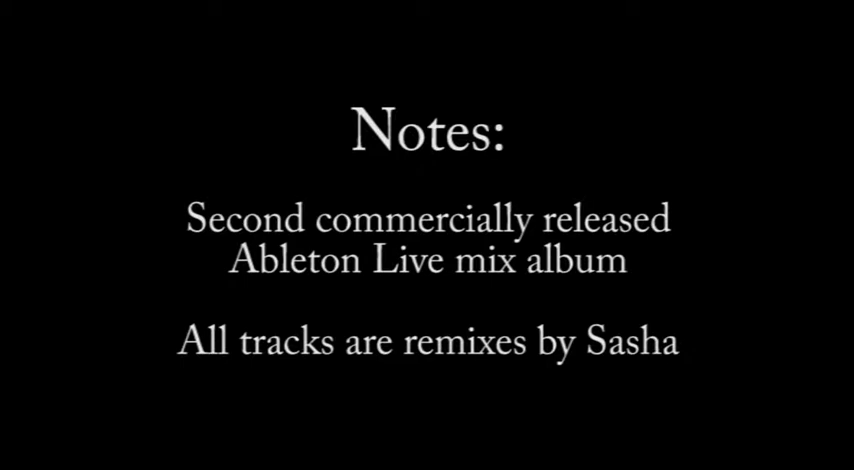 Notes:
Second commercially released
Ableton Live mix album
All tracks are remixes by Sasha